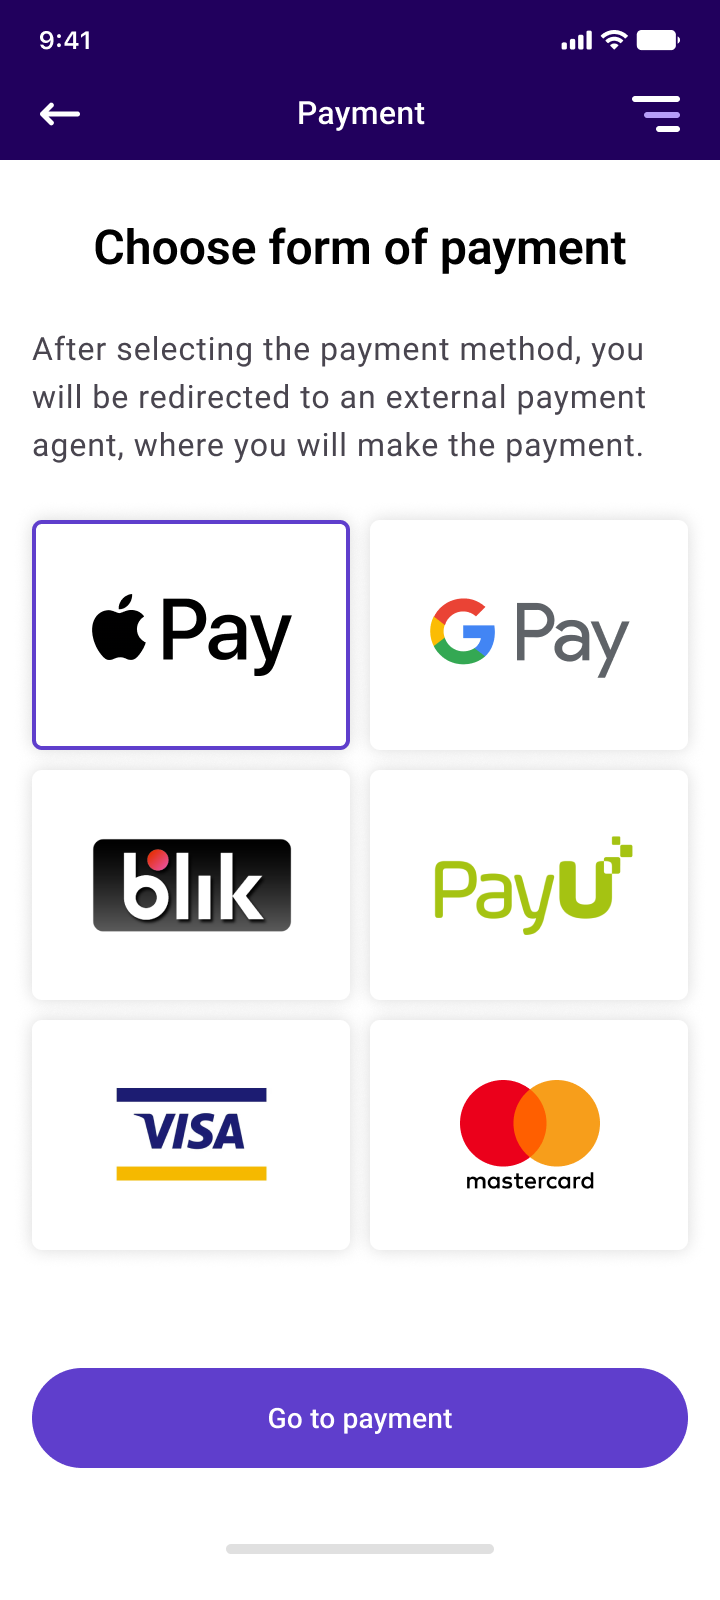 9:41
Payment
Choose form of payment
After selecting the payment method, you
will be redirected to an external payment
agent, where you will make the payment.
Pay
G Pay
blik
PayU
VISA
mastercard
Go to payment